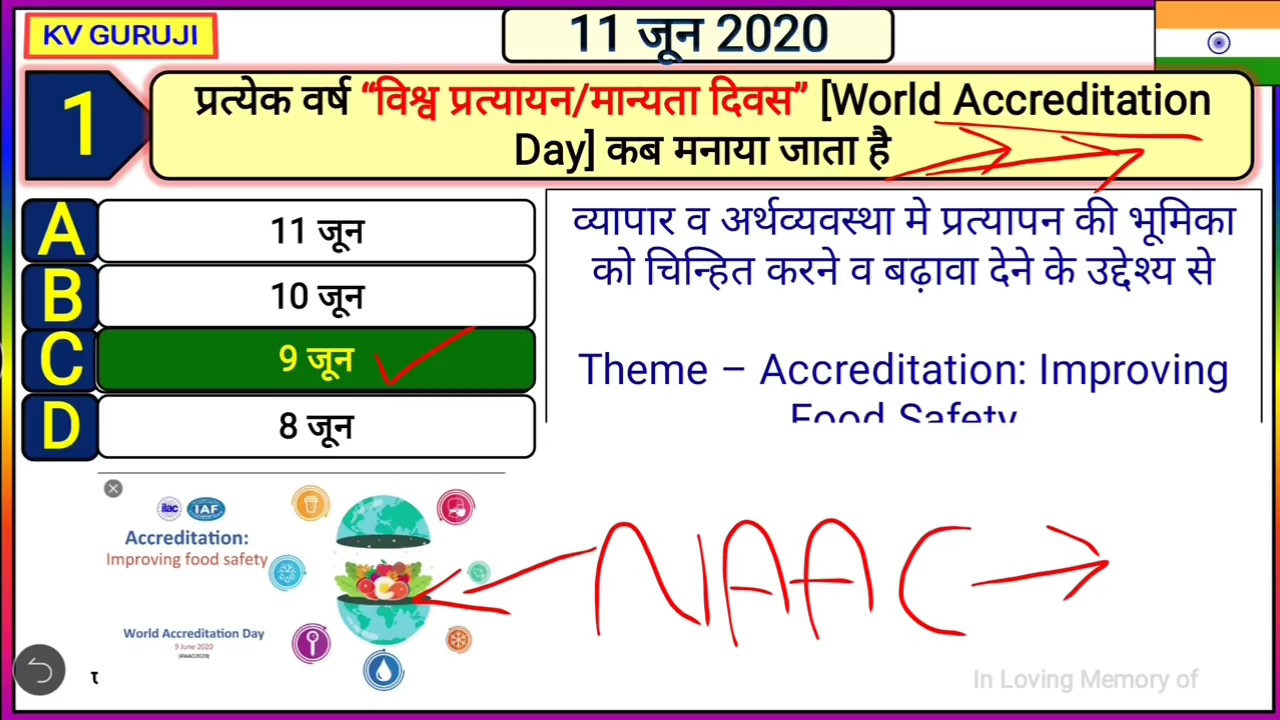 KV GURUJI
11 जून 2020
1
प्रत्येक वर्ष “विश्व प्रत्यायन/मान्यता दिवस” [World Accreditation
Day] कब मनाया जाता है
A
11 जून
B
10 जून
C
9 जून
D
8 जून
व्यापार व अर्थव्यवस्था मे प्रत्यापन की भूमिका
को चिन्हित करने व बढ़ावा देने के उद्देश्य से
Theme – Accreditation: Improving
Food Safety
ilac IAF
Accreditation:
Improving food safety
World Accreditation Day
9 June 2020
(#WAD2020)
NAAC
In Loving Memory of